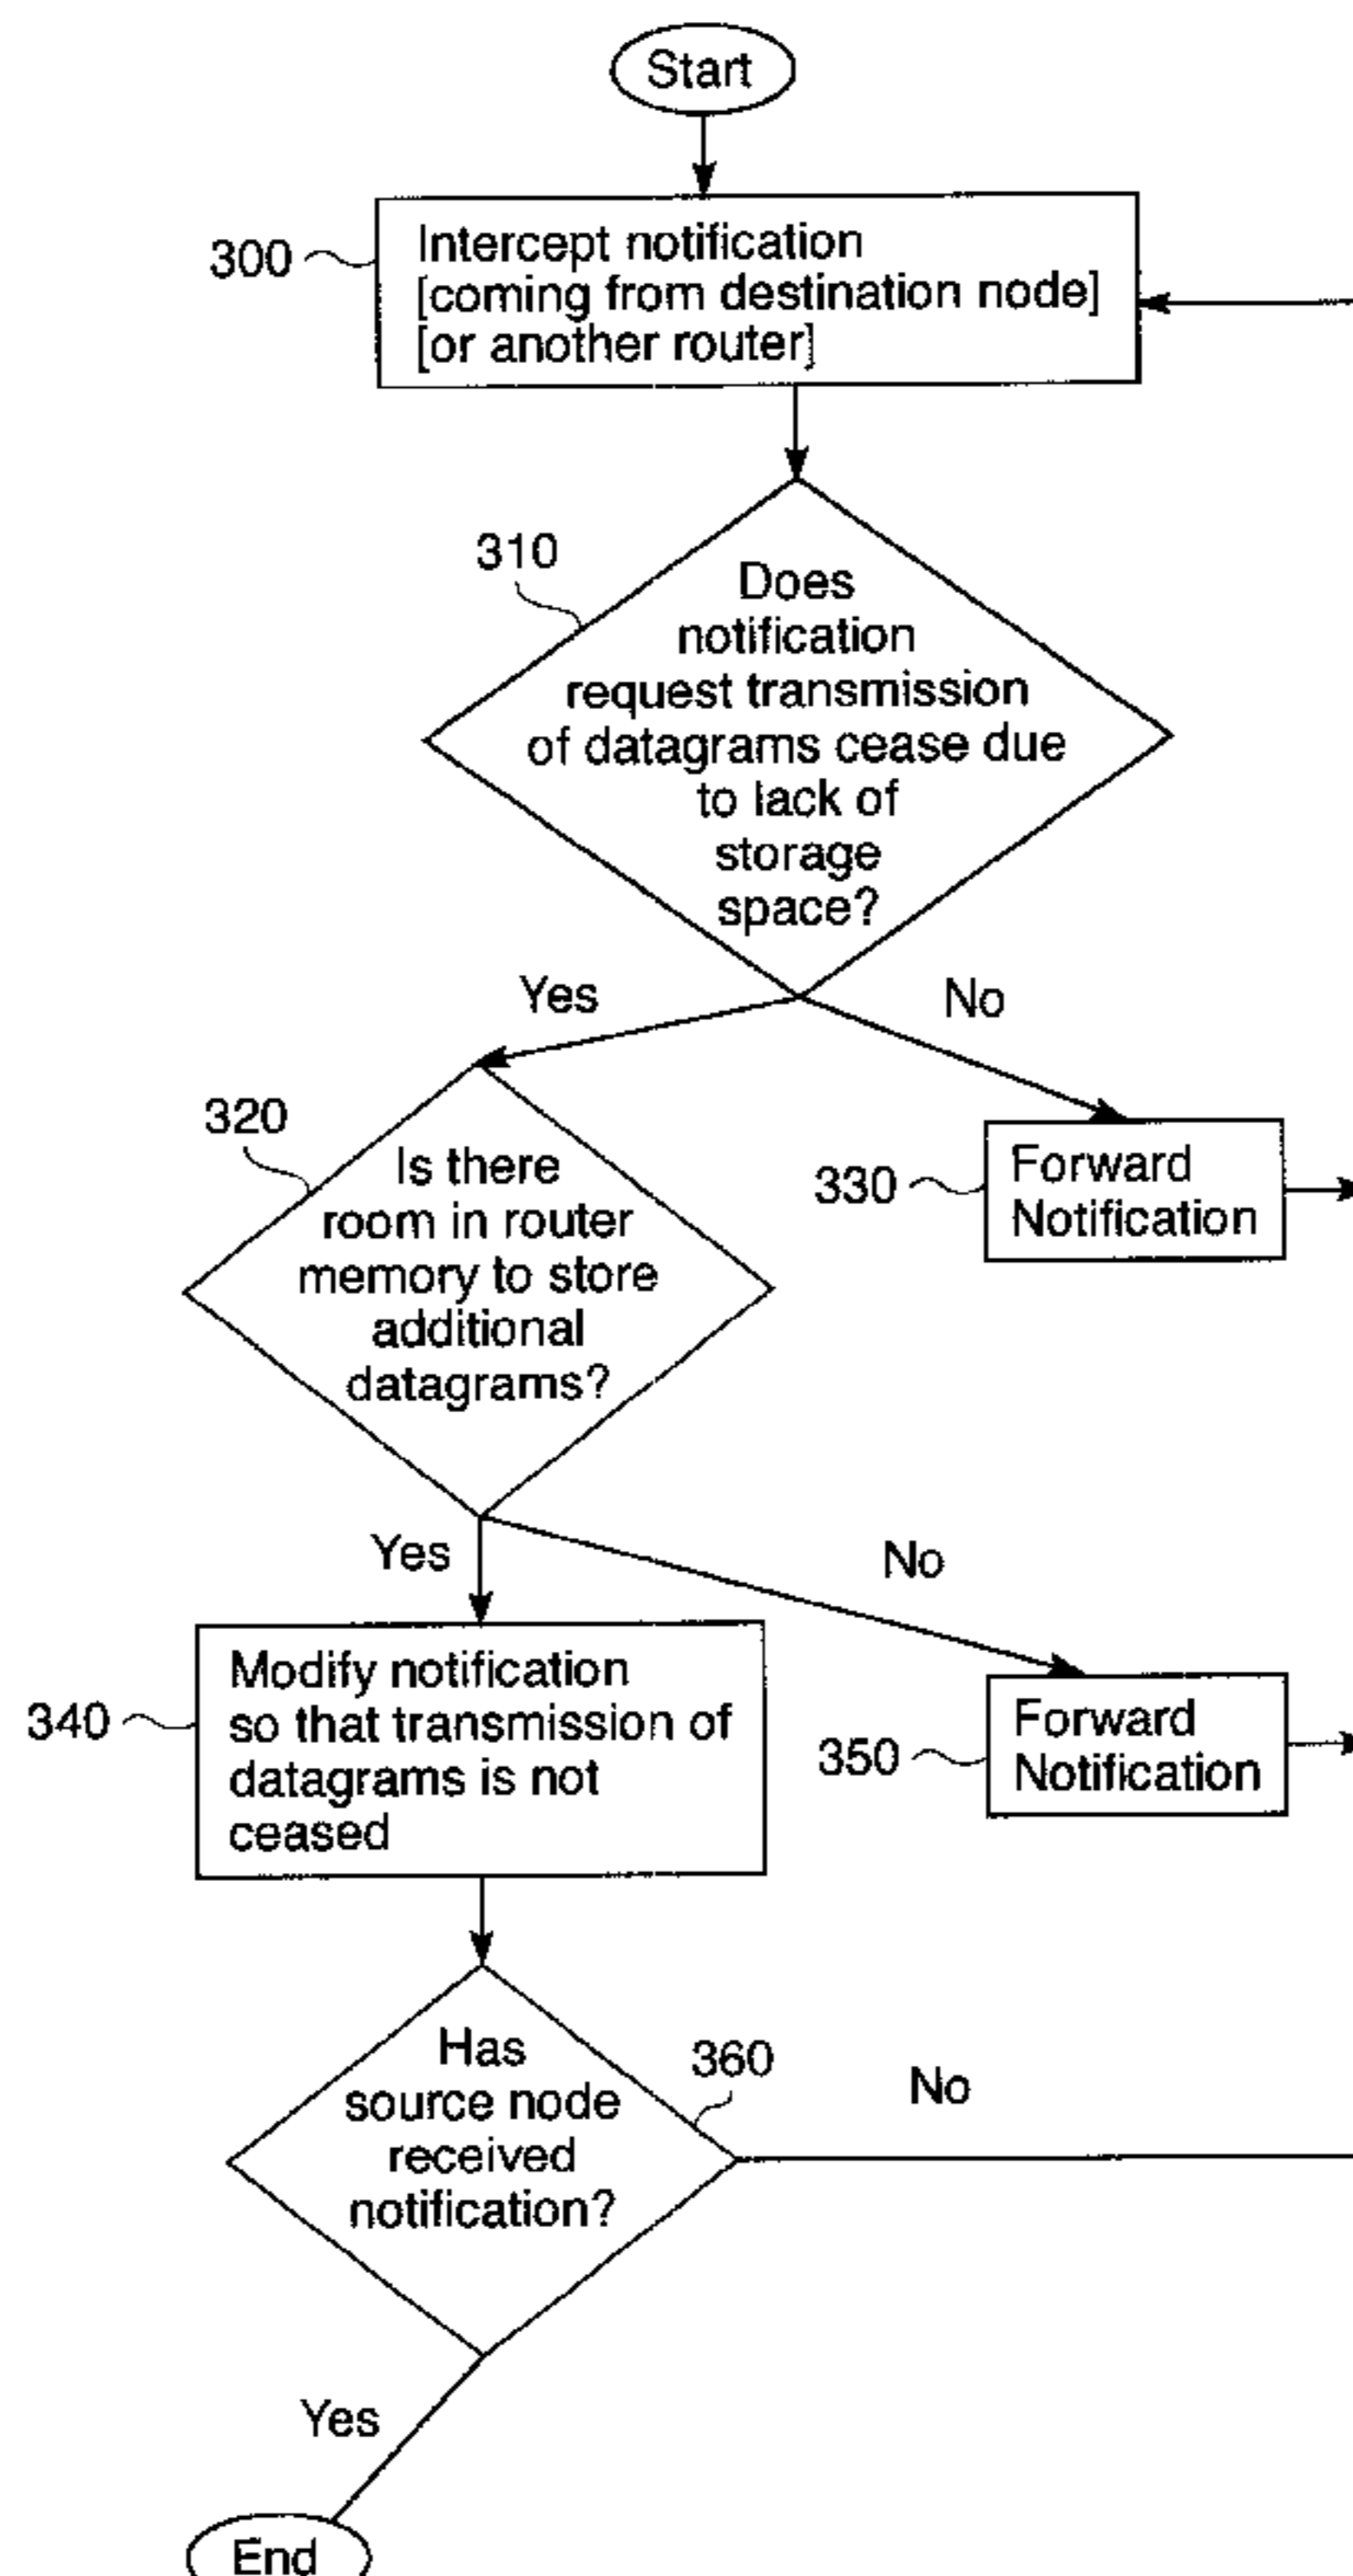 Start
300
Intercept notification
[coming from destination node]
[or another router]
310
Does
notification
request transmission
of datagrams cease due
to lack of
storage
space?
Yes
No
320
Is there
room in router
memory to store
additional
datagrams?
330
Forward
Notification
Yes
No
340
Modify notification
so that transmission of
datagrams is not
ceased
350
Forward
Notification
Has
source node
received
notification?
360
No
Yes
End